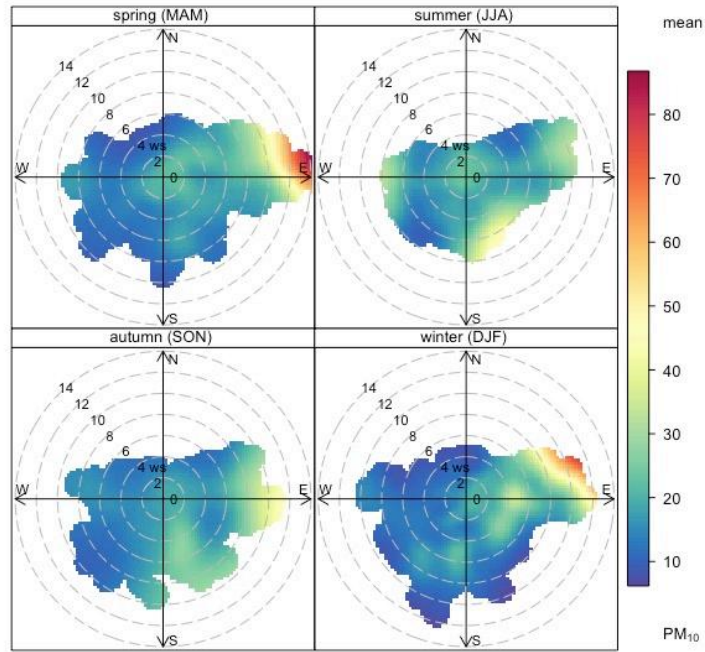 spring (MAM)
summer (JJA)
mean
N
14
12
10
8
6
4 ws
2
0
W
E
S
N
14
12
10
8
6
4 ws
2
0
W
E
S
80
70
60
50
40
30
20
10
autumn (SON)
winter (DJF)
N
14
12
10
8
6
4 ws
2
0
W
E
S
N
14
12
10
8
6
4 ws
2
0
W
E
S
PM₁₀